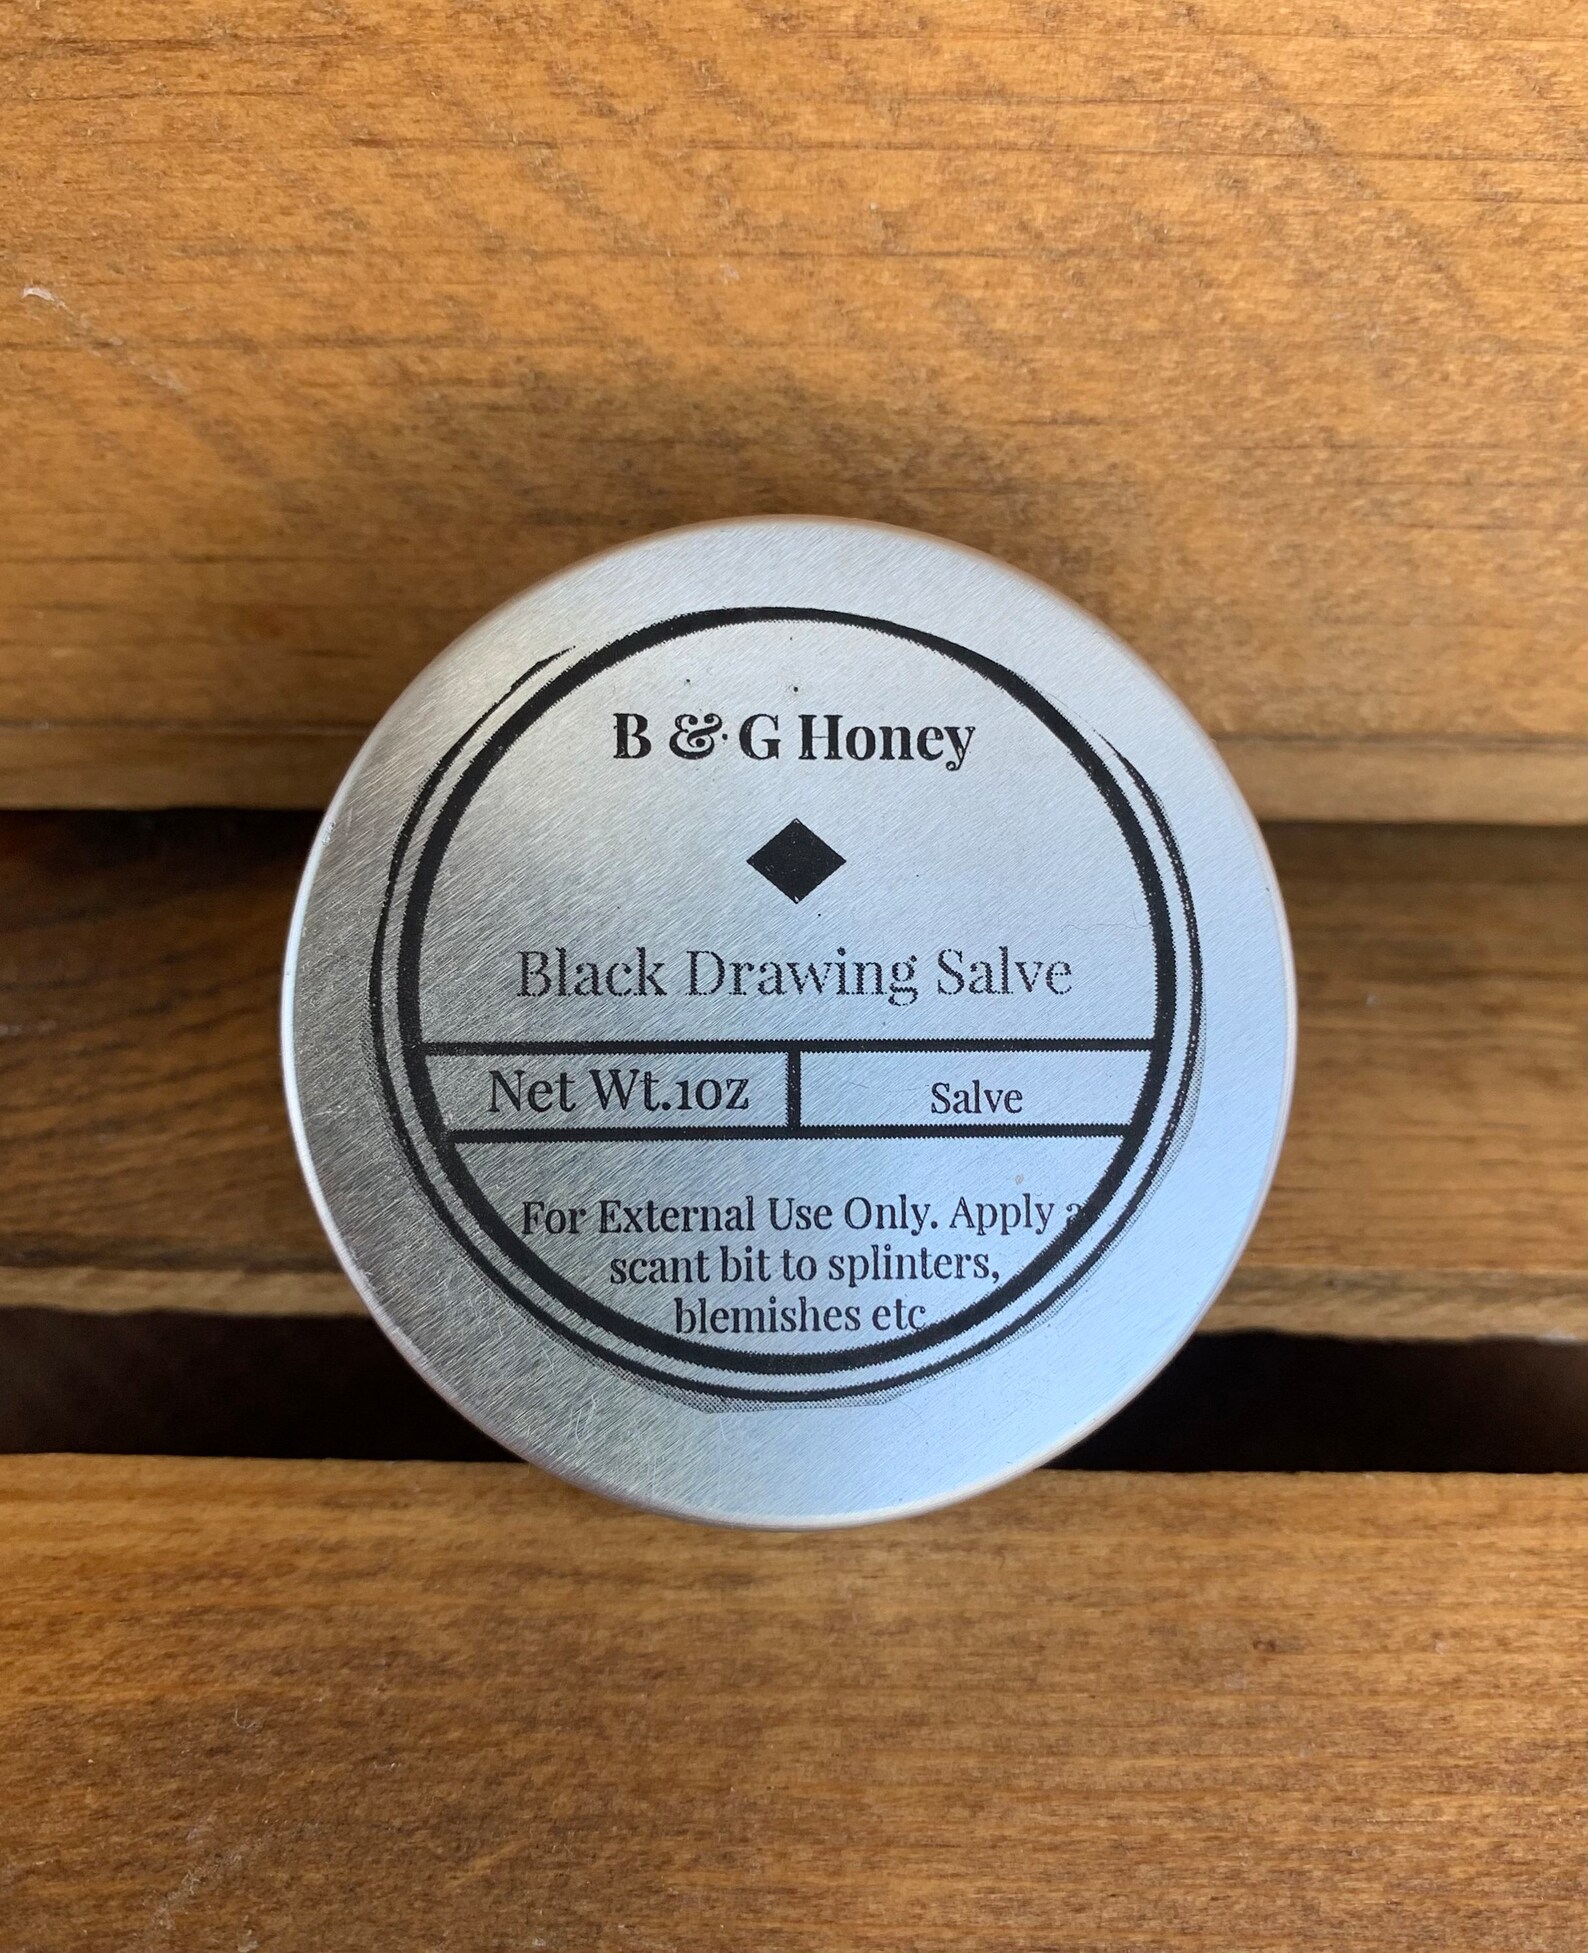 B & G Honey
Black Drawing Salve
Net Wt.1oz
Salve
For External Use Only. Apply a
scant bit to splinters,
blemishes etc